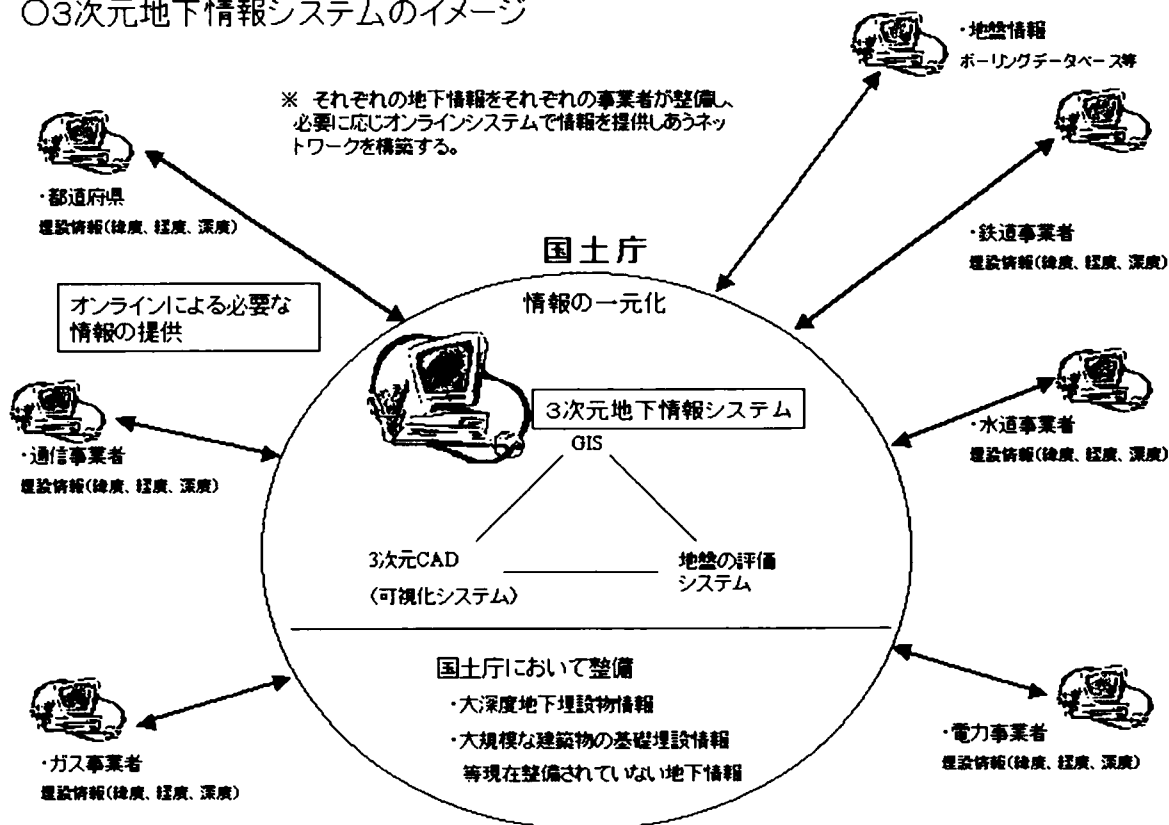 ○3次元地下情報システムのイメージ
・地盤情報
ボーリングデータベース等
※ それぞれの地下情報をそれぞれの事業者が整備し、
必要に応じオンラインシステムで情報を提供しあうネッ
トワークを構築する。
・都道府県
埋設情報(緯度、経度、深度)
・鉄道事業者
埋設情報(緯度、経度、深度)
国土庁
情報の一元化
オンラインによる必要な
情報の提供
3次元地下情報システム
GIS
・通信事業者
埋設情報(緯度、経度、深度)
・水道事業者
埋設情報(緯度、経度、深度)
3次元CAD
(可視化システム)
地盤の評価
システム
国土庁において整備
・大深度地下埋設物情報
・大規模な建築物の基礎埋設情報
等現在整備されていない地下情報
・ガス事業者
埋設情報(緯度、経度、深度)
・電力事業者
埋設情報(緯度、経度、深度)